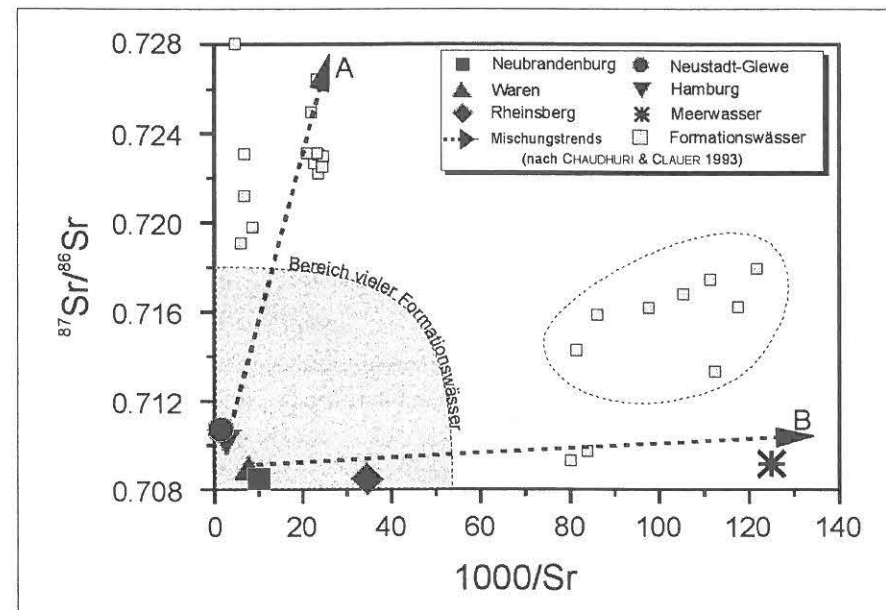 0.728
0.724
0.720
0.716
0.712
0.708
87Sr/86Sr
A
Neubrandenburg
Neustadt-Glewe
Waren
Hamburg
Rheinsberg
Meerwasser
Mischungstrends
Formationswässer
(nach CHAUDHURI & CLAUER 1993)
Bereich vieler Formationswässer
B
0 20 40 60 80 100 120 140
1000/Sr